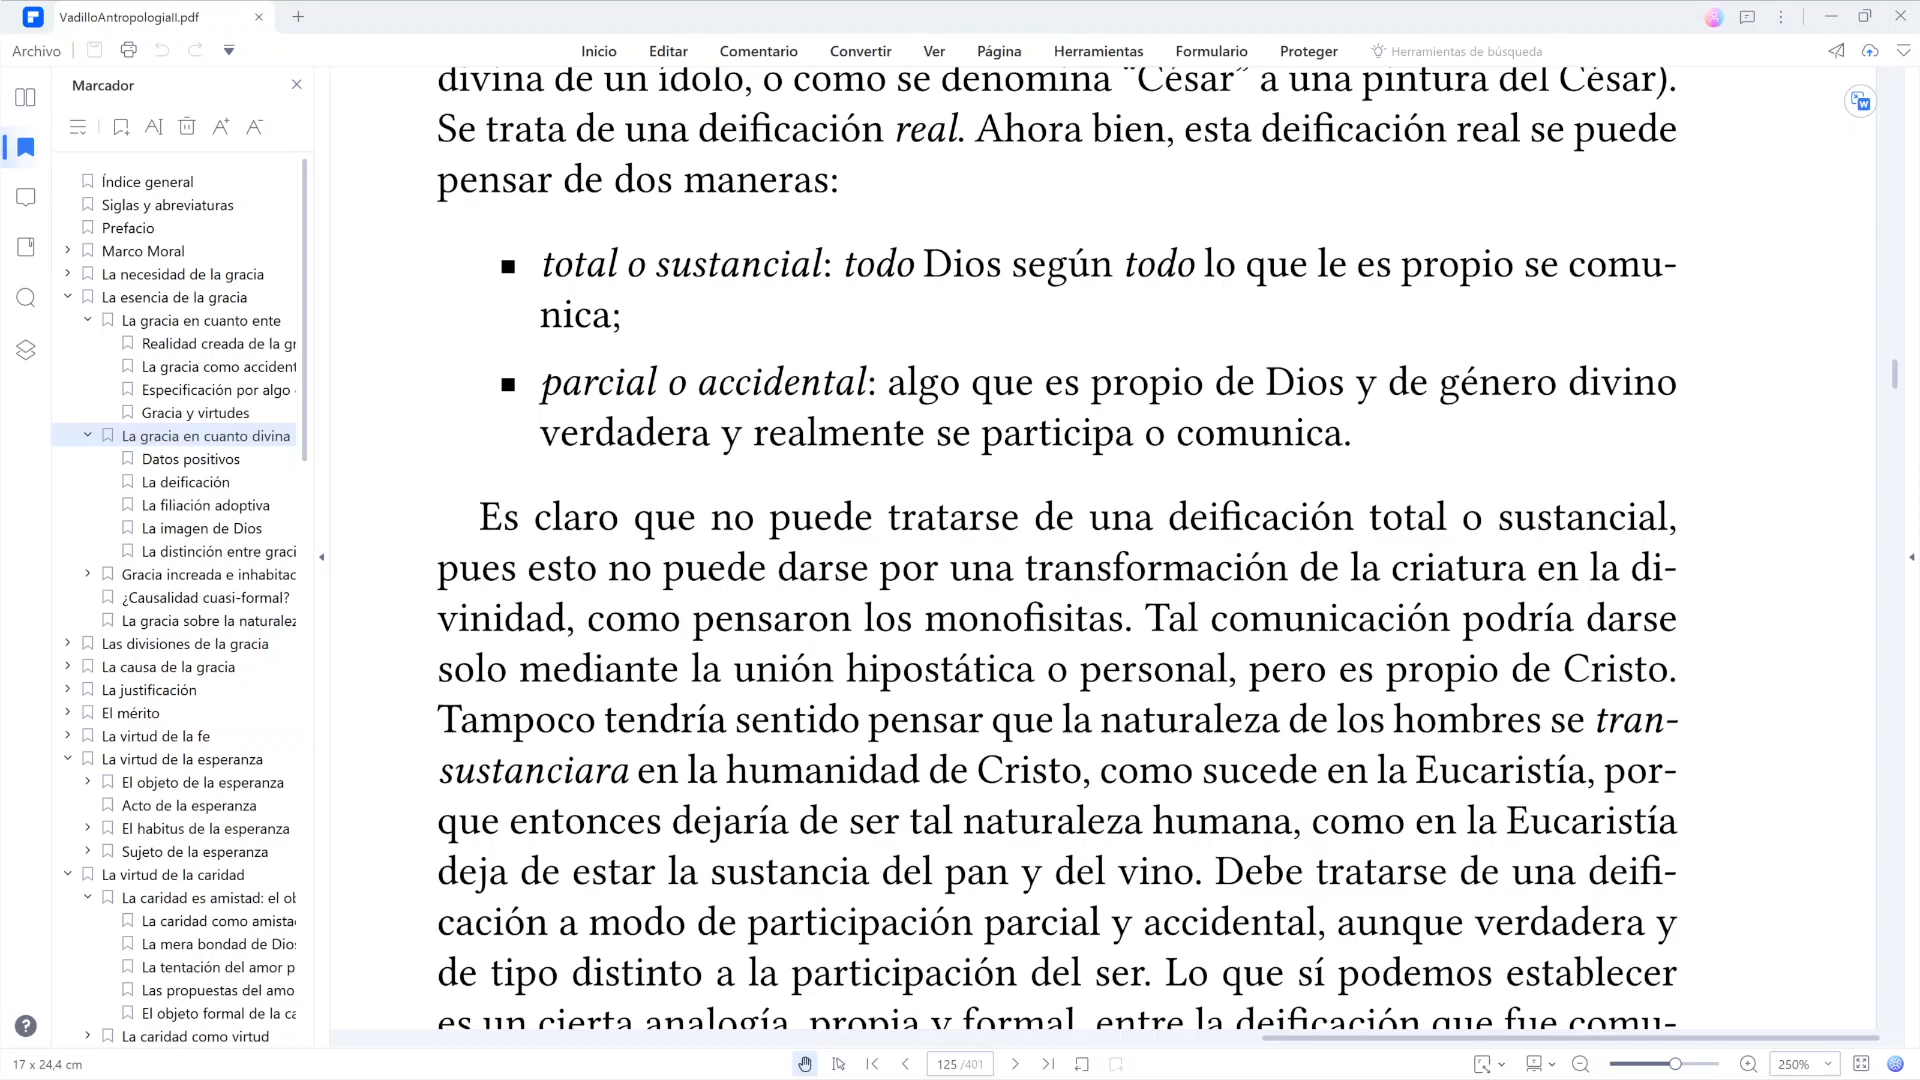 VadilloAntropologiaII.pdf
Archivo
Inicio
Editar
Comentario
Convertir
Ver
Página
Herramientas
Formulario
Proteger
Herramientas de búsqueda
Marcador
Índice general
Siglas y abreviaturas
Prefacio
Marco Moral
La necesidad de la gracia
La esencia de la gracia
La gracia en cuanto ente
Realidad creada de la gr
La gracia como accident
Especificación por algo
Gracia y virtudes
La gracia en cuanto divina
Datos positivos
La deificación
La filiación adoptiva
La imagen de Dios
La distinción entre graci
Gracia increada e inhabitac
¿Causalidad cuasi-formal?
La gracia sobre la naturalez
Las divisiones de la gracia
La causa de la gracia
La justificación
El mérito
La virtud de la fe
La virtud de la esperanza
El objeto de la esperanza
Acto de la esperanza
El habitus de la esperanza
Sujeto de la esperanza
La virtud de la caridad
La caridad es amistad: el ob
La caridad como amista
La mera bondad de Dios
La tentación del amor p
Las propuestas del amo
El objeto formal de la ca
La caridad como virtud
divina de un ídolo, o como se denomina “César” a una pintura del César).
Se trata de una deificación real. Ahora bien, esta deificación real se puede
pensar de dos maneras:
▪ total o sustancial: todo Dios según todo lo que le es propio se comu-
nica;
▪ parcial o accidental: algo que es propio de Dios y de género divino
verdadera y realmente se participa o comunica.
Es claro que no puede tratarse de una deificación total o sustancial,
pues esto no puede darse por una transformación de la criatura en la di-
vinidad, como pensaron los monofisitas. Tal comunicación podría darse
solo mediante la unión hipostática o personal, pero es propio de Cristo.
Tampoco tendría sentido pensar que la naturaleza de los hombres se tran-
sustanciara en la humanidad de Cristo, como sucede en la Eucaristía, por-
que entonces dejaría de ser tal naturaleza humana, como en la Eucaristía
deja de estar la sustancia del pan y del vino. Debe tratarse de una deifi-
cación a modo de participación parcial y accidental, aunque verdadera y
de tipo distinto a la participación del ser. Lo que sí podemos establecer
es un cierta analogía, propia y formal, entre la deificación que fue comu-
17 x 24,4 cm
125 /401
250%